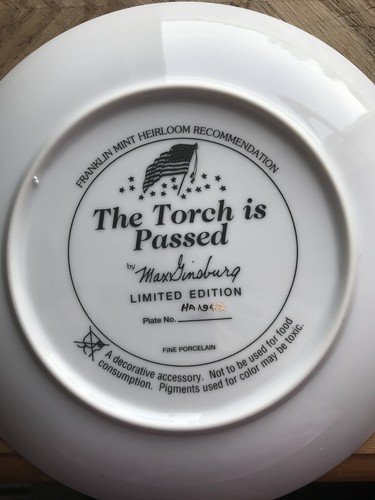 FRANKLIN MINT HEIRLOOM RECOMMENDATION
The Torch is
Passed
by Max Ginsburg
LIMITED EDITION
Plate No.
FINE PORCELAIN
A decorative accessory. Not to be used for food
consumption. Pigments used for color may be toxic.